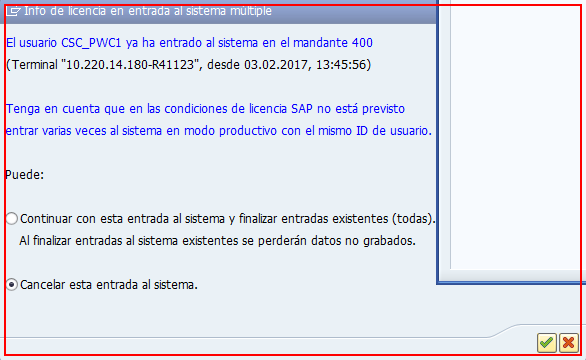 Info de licencia en entrada al sistema múltiple
El usuario CSC_PWC1 ya ha entrado al sistema en el mandante 400
(Terminal "10.220.14.180-R41123", desde 03.02.2017, 13:45:56)
Tenga en cuenta que en las condiciones de licencia SAP no está previsto
entrar varias veces al sistema en modo productivo con el mismo ID de usuario.
Puede:
Continuar con esta entrada al sistema y finalizar entradas existentes (todas).
Al finalizar entradas al sistema existentes se perderán datos no grabados.
Cancelar esta entrada al sistema.